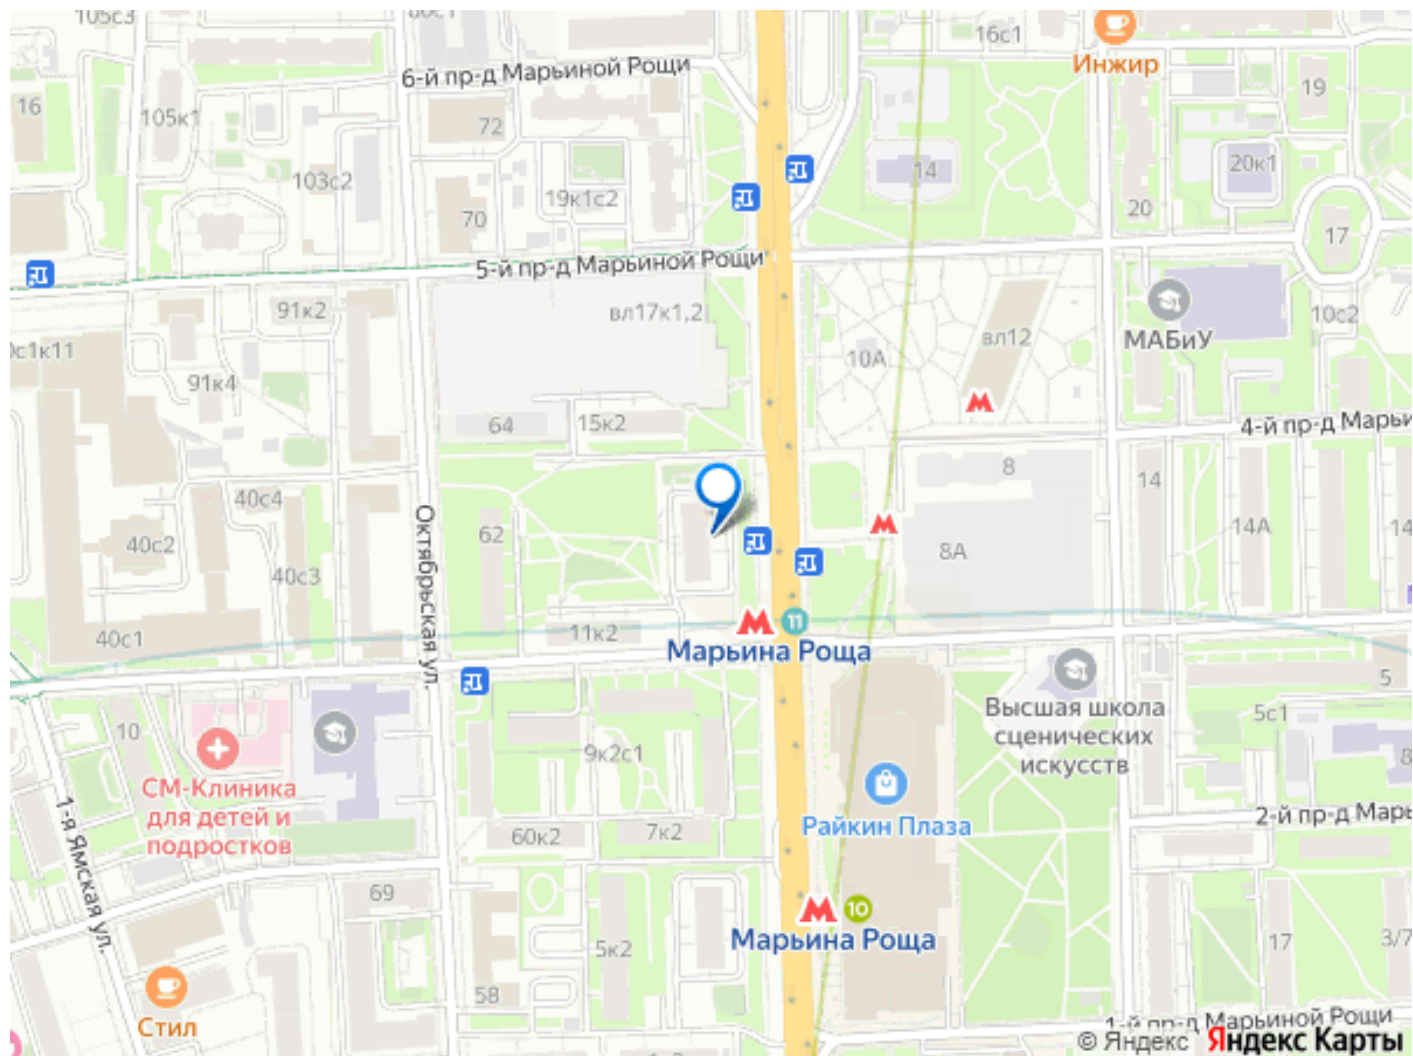 105с3
80с1
16с1
Инжир
6-й пр-д Марьиной Рощи
16
105к1
72
19
103с2
14
20к1
19к1с2
70
20
17
5-й пр-д Марьиной Рощи
91к2
вл17к1,2
10с2
МАБиУ
вл12
0с1к11
10А
91к4
64
15к2
4-й пр-д Марьи
8
14
40с4
Октябрьская ул.
62
14А
14
40с2
8А
40с3
40с1
11к2
11
Марьина Роща
5
Высшая школа
сценических
искусств
5с1
10
9к2с1
8
СМ-Клиника
для детей и
подростков
1-я Ямская ул.
Райкин Плаза
2-й пр-д Марь
60к2
7к2
69
10
Марьина Роща
5к2
17
3/7
58
Стил
1-й пр-д Марьиной Рощи
© Яндекс Яндекс Карты